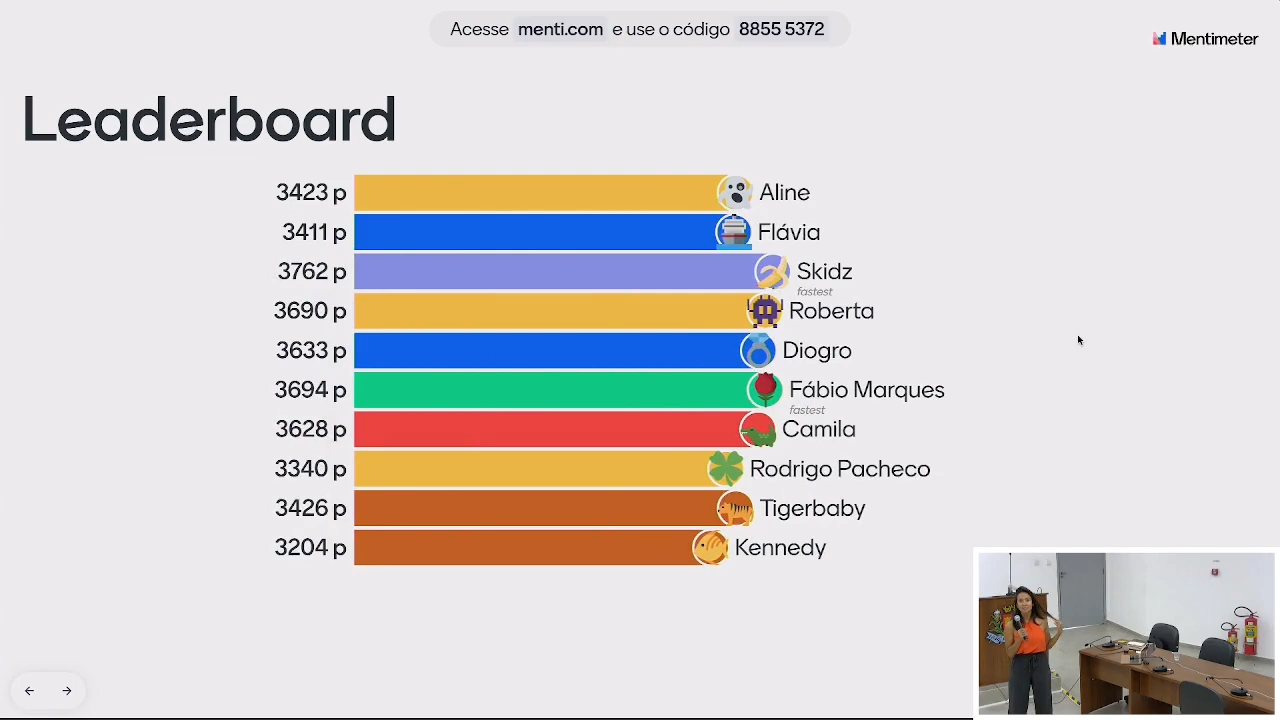 Acesse menti.com e use o código 8855 5372
Mentimeter
Leaderboard
3423 p Aline
3411 p Flávia
3762 p Skidz
fastest
3690 p Roberta
3633 p Diogro
3694 p Fábio Marques
fastest
3628 p Camila
3340 p Rodrigo Pacheco
3426 p Tigerbaby
3204 p Kennedy